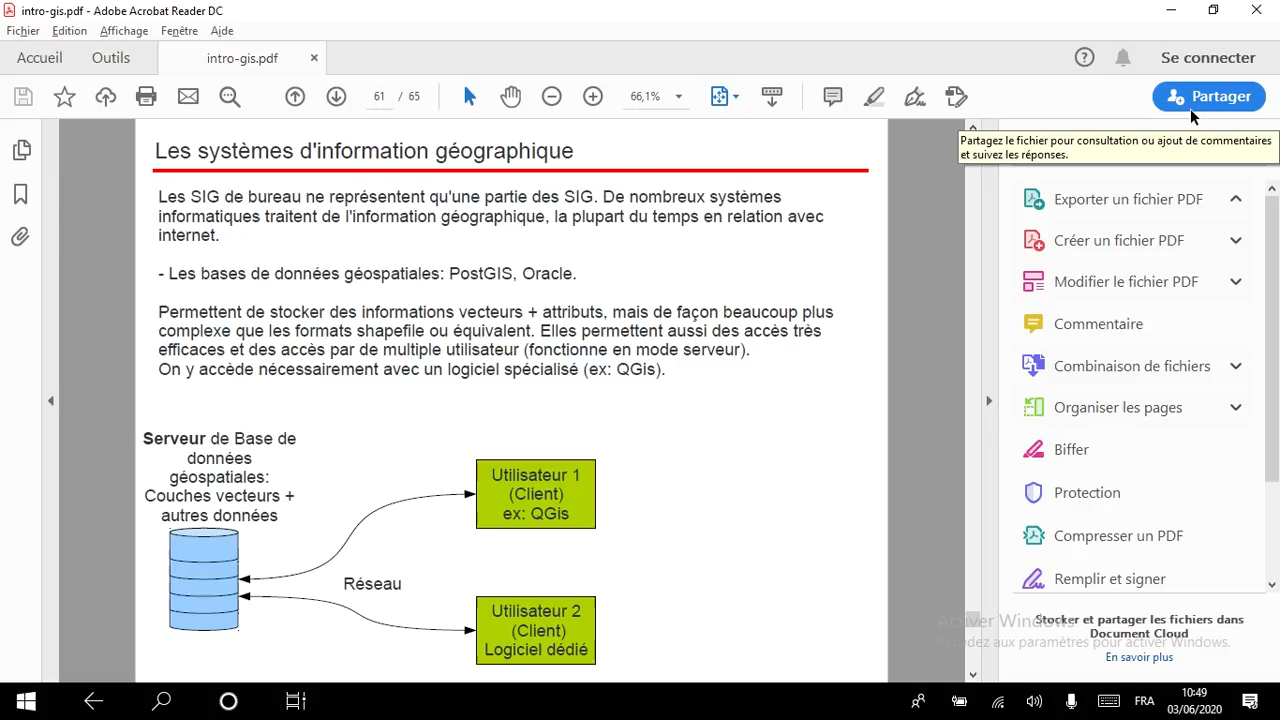 intro-gis.pdf - Adobe Acrobat Reader DC
Fichier Edition Affichage Fenêtre Aide
Accueil Outils intro-gis.pdf × Se connecter
61 / 65 66,1% Partager
Partagez le fichier pour consultation ou ajout de commentaires
et suivez les réponses.
Les systèmes d'information géographique
Les SIG de bureau ne représentent qu'une partie des SIG. De nombreux systèmes
informatiques traitent de l'information géographique, la plupart du temps en relation avec
internet.
- Les bases de données géospatiales: PostGIS, Oracle.
Permettent de stocker des informations vecteurs + attributs, mais de façon beaucoup plus
complexe que les formats shapefile ou équivalent. Elles permettent aussi des accès très
efficaces et des accès par de multiple utilisateur (fonctionne en mode serveur).
On y accède nécessairement avec un logiciel spécialisé (ex: QGis).
Serveur de Base de
données
géospatiales:
Couches vecteurs +
autres données
Utilisateur 1
(Client)
ex: QGis
Réseau
Utilisateur 2
(Client)
Logiciel dédié
Exporter un fichier PDF
Créer un fichier PDF
Modifier le fichier PDF
Commentaire
Combinaison de fichiers
Organiser les pages
Biffer
Protection
Compresser un PDF
Remplir et signer
Activer Windows
Accédez aux paramètres pour activer Windows.
Stocker et partager les fichiers dans
Document Cloud
En savoir plus
FRA
10:49
03/06/2020